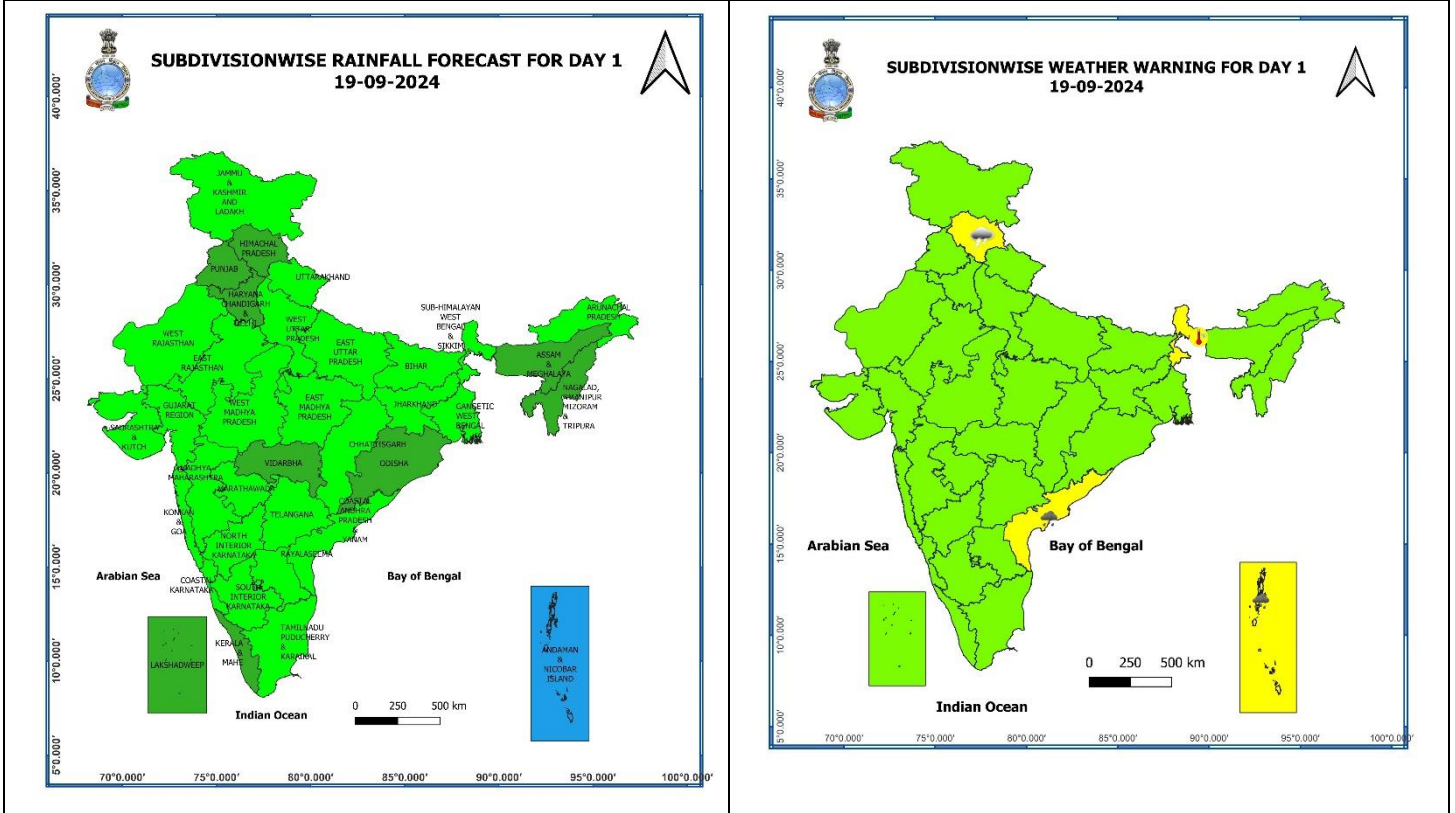 SUBDIVISIONWISE RAINFALL FORECAST FOR DAY 1
19-09-2024
40°0.000'
35°0.000'
30°0.000'
25°0.000'
20°0.000'
15°0.000'
10°0.000'
5°0.000'
JAMMU
&
KASHMIR
AND
LADAKH
HIMACHAL
PRADESH
PUNJAB
UTTARAKHAND
HARYANA
CHANDIGARH
&
DELHI
WEST
UTTAR
PRADESH
SUB-HIMALAYAN
WEST
BENGAL
&
SIKKIM
ARUNACHAL
PRADESH
WEST
RAJASTHAN
EAST
UTTAR
PRADESH
EAST
RAJASTHAN
BIHAR
ASSAM
&
MEGHALAYA
NAGALAD,
MANIPUR
MIZORAM
&
TRIPURA
GUJARAT
REGION
WEST
MADHYA
PRADESH
EAST
MADHYA
PRADESH
JHARKHAND
GANGETIC
WEST
BENGAL
SAURASHTRA
&
KUTCH
CHHATTISGARH
VIDARBHA
ODISHA
MADHYA
MAHARASHTRA
MARATHAWADA
KONKAN
&
GOA
TELANGANA
COASTAL
ANDHRA
PRADESH
&
YANAM
NORTH
INTERIOR
KARNATAKA
RAYALASEEMA
Arabian Sea
Bay of Bengal
COASTAL
KARNATAKA
SOUTH
INTERIOR
KARNATAKA
TAMILNADU
PUDUCHERRY
&
KARAIKAL
KERALA
&
MAHE
LAKSHADWEEP
ANDAMAN
&
NICOBAR
ISLAND
Indian Ocean
0 250 500 km
70°0.000' 75°0.000' 80°0.000' 85°0.000' 90°0.000' 95°0.000' 100°0.000'
SUBDIVISIONWISE WEATHER WARNING FOR DAY 1
19-09-2024
40°0.000'
35°0.000'
30°0.000'
25°0.000'
20°0.000'
15°0.000'
10°0.000'
5°0.000'
Arabian Sea
Bay of Bengal
0 250 500 km
Indian Ocean
70°0.000' 75°0.000' 80°0.000' 85°0.000' 90°0.000' 95°0.000' 100°0.000'